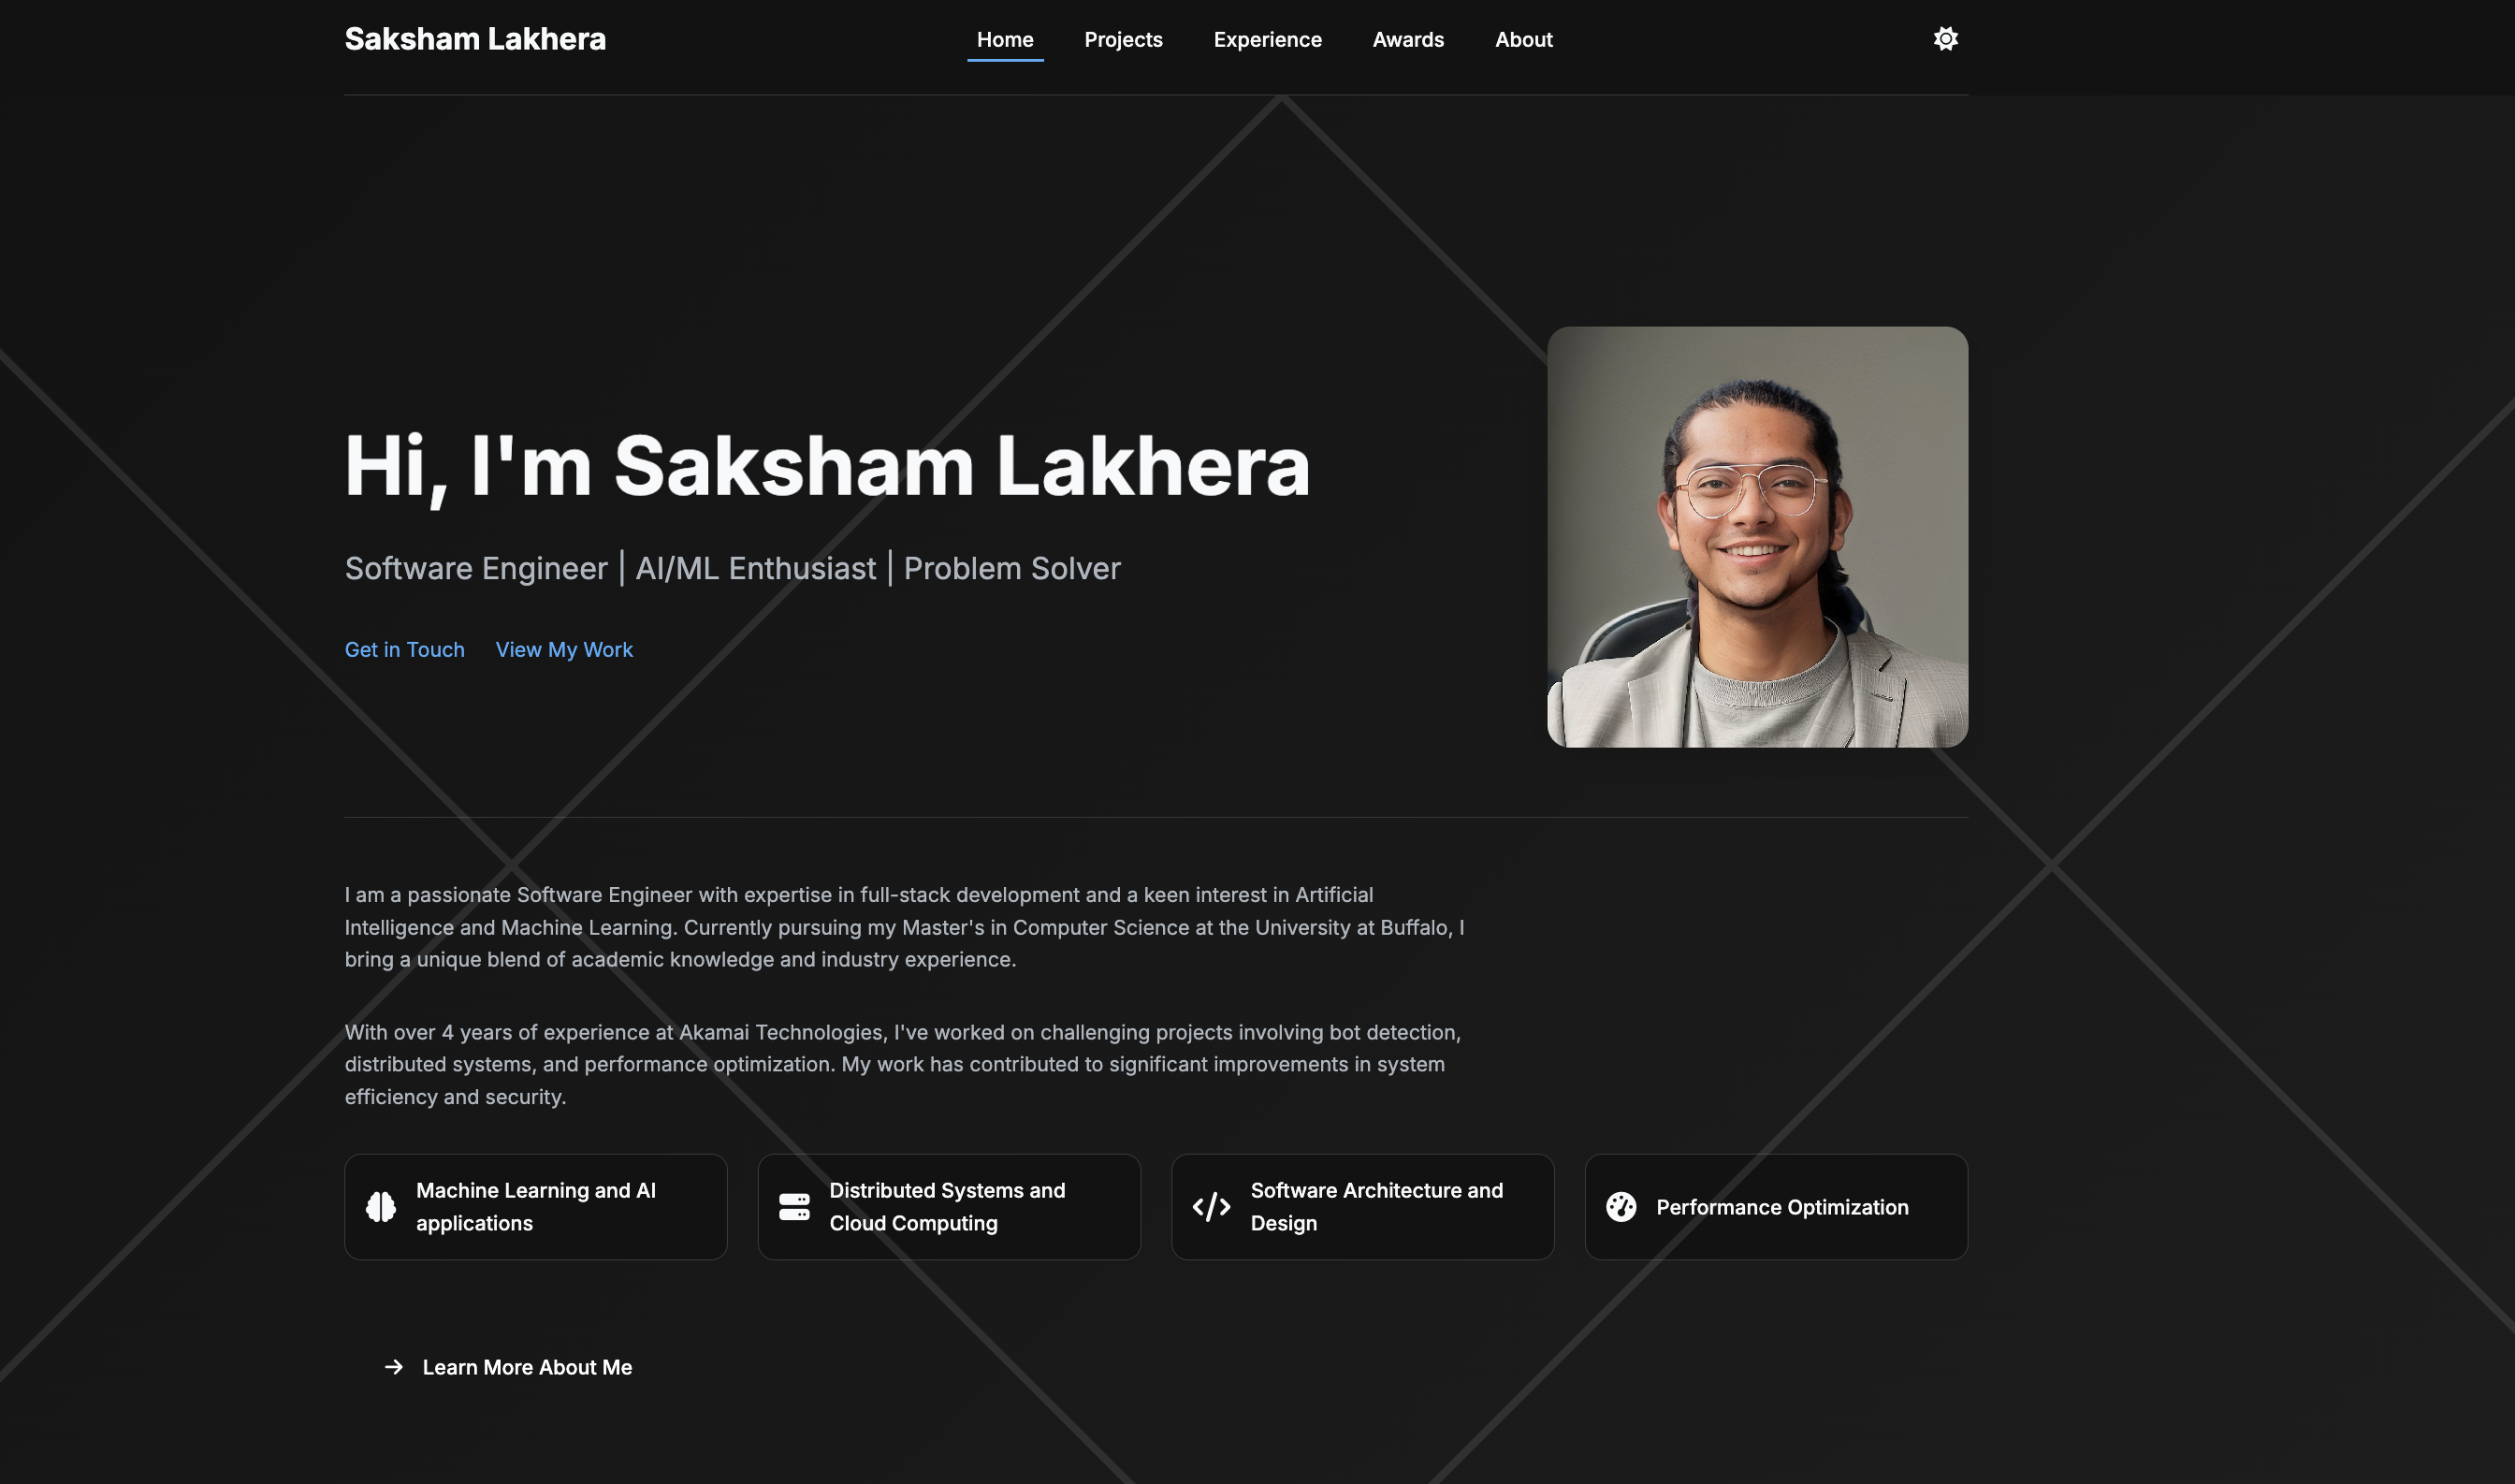 Saksham Lakhera
Home
Projects
Experience
Awards
About
Hi, I'm Saksham Lakhera
Software Engineer | AI/ML Enthusiast | Problem Solver
Get in Touch
View My Work
I am a passionate Software Engineer with expertise in full-stack development and a keen interest in Artificial
Intelligence and Machine Learning. Currently pursuing my Master's in Computer Science at the University at Buffalo, I
bring a unique blend of academic knowledge and industry experience.
With over 4 years of experience at Akamai Technologies, I've worked on challenging projects involving bot detection,
distributed systems, and performance optimization. My work has contributed to significant improvements in system
efficiency and security.
Machine Learning and AI
applications
Distributed Systems and
Cloud Computing
Software Architecture and
Design
Performance Optimization
Learn More About Me